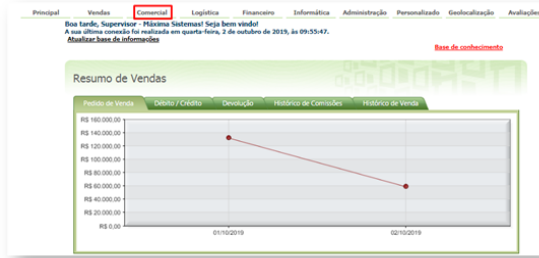 Principal Vendas Comercial Logística Financeiro Informática Administração Personalizado Geolocalização Avaliações
Boa tarde, Supervisor - Máxima Sistemas! Seja bem vindo!
A sua última conexão foi realizada em quarta-feira, 2 de outubro de 2019, às 09:55:47.
Atualizar base de informações
Base de conhecimento
Resumo de Vendas
Pedido de Venda Débito / Crédito Devolução Histórico de Comissões Histórico de Venda
R$ 160.000,00
R$ 140.000,00
R$ 120.000,00
R$ 100.000,00
R$ 80.000,00
R$ 60.000,00
R$ 40.000,00
R$ 20.000,00
R$ 0,00
01/10/2019 02/10/2019